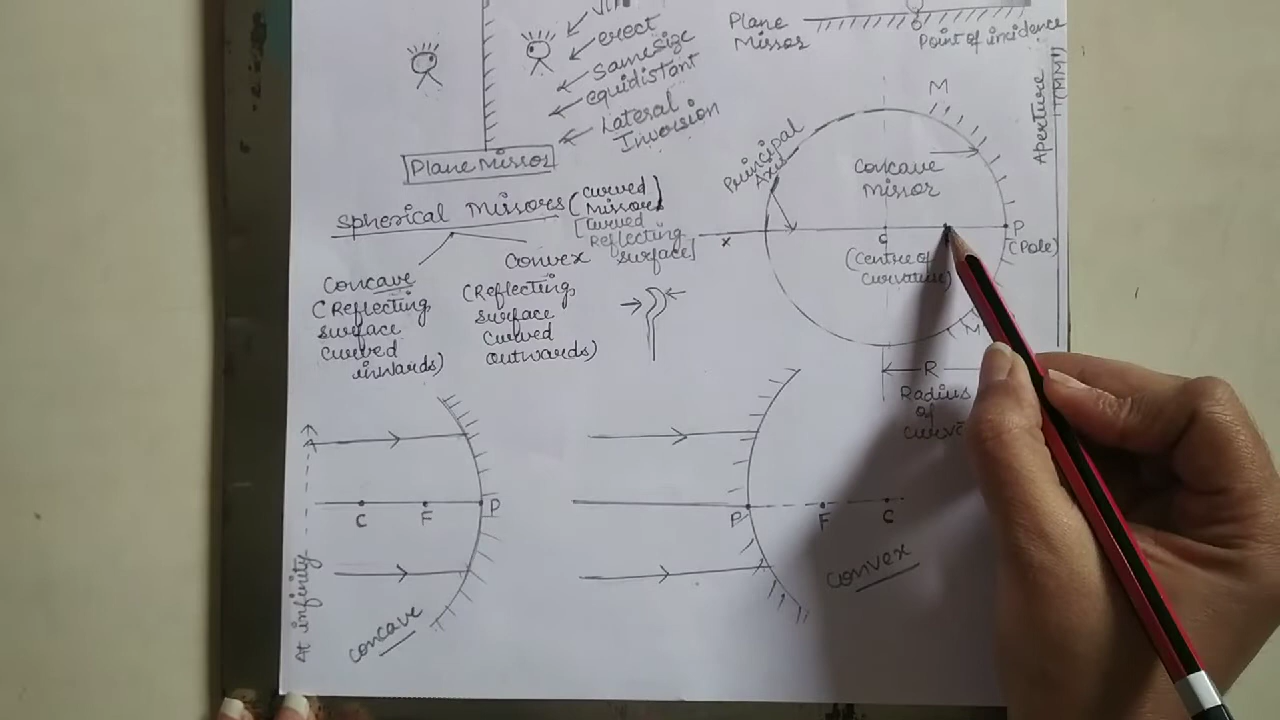 erect
Same size
equidistant
Lateral
Inversion
Plane Mirror
Plane
Mirror
Point of incidence
Aperture
(MM')
M
Principal
Axis
Concave
Mirror
X
C
P
(Pole)
(Centre of
Curvature)
M
R
Radius
of
Spherical Mirrors (Curved
Mirror)
[Curved
Reflecting
surface]
Concave
(Reflecting
surface
curved
inwards)
Convex
(Reflecting
surface
curved
outwards)
At infinity
C
F
P
concave
P
F
C
convex